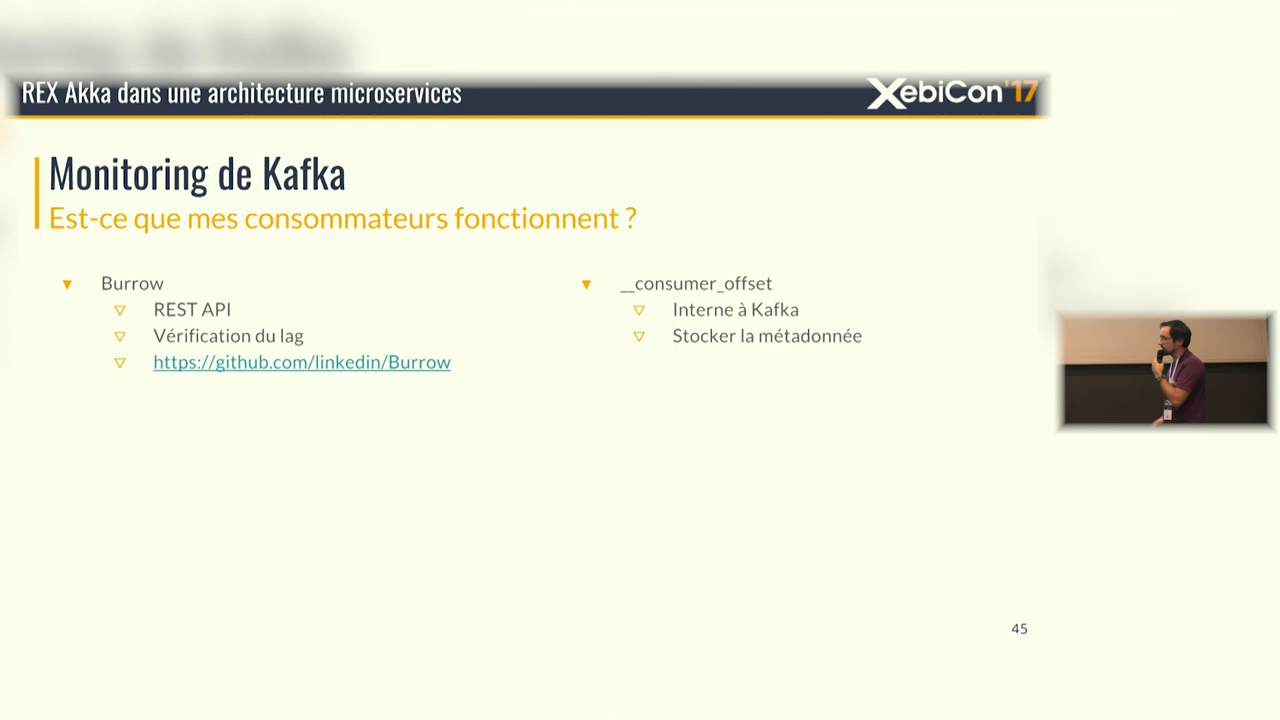 REX Akka dans une architecture microservices
XebiCon'17
Monitoring de Kafka
Est-ce que mes consommateurs fonctionnent ?
Burrow
REST API
Vérification du lag
https://github.com/linkedin/Burrow
__consumer_offset
Interne à Kafka
Stocker la métadonnée
45